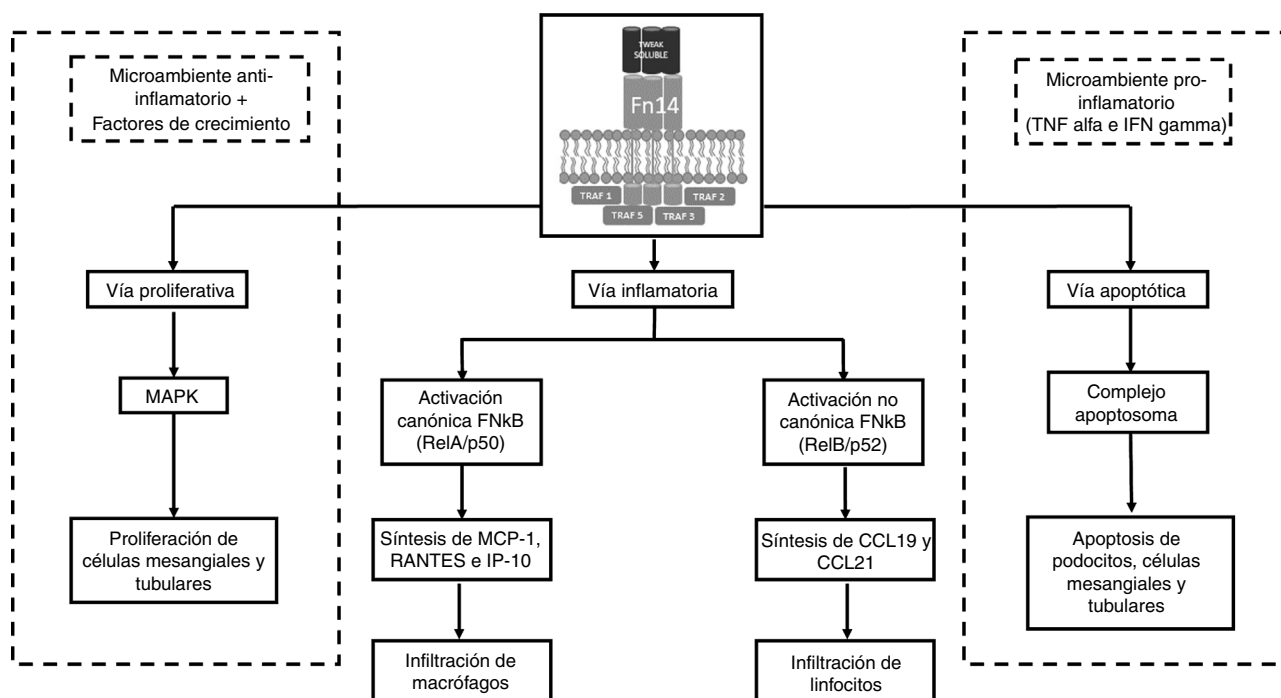 Microambiente anti-
inflamatorio +
Factores de crecimiento
TWEAK
SOLUBLE
Fn14
TRAF 1
TRAF 2
TRAF 5
TRAF 3
Microambiente pro-
inflamatorio
(TNF alfa e IFN gamma)
Vía proliferativa
Vía inflamatoria
Vía apoptótica
MAPK
Activación
canónica FNkB
(RelA/p50)
Activación no
canónica FNkB
(RelB/p52)
Complejo
apoptosoma
Proliferación de
células mesangiales y
tubulares
Síntesis de MCP-1,
RANTES e IP-10
Síntesis de CCL19 y
CCL21
Apoptosis de
podocitos, células
mesangiales y
tubulares
Infiltración de
macrófagos
Infiltración de
linfocitos